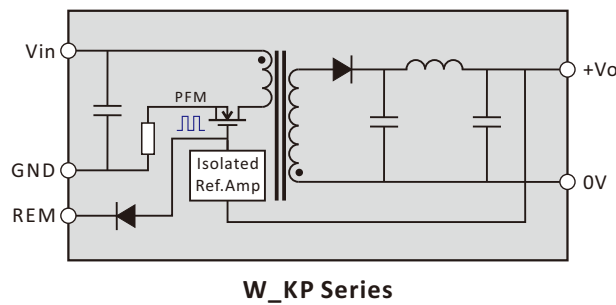 Vin
+Vo
PFM
Isolated
Ref.Amp
GND
0V
REM
W_KP Series